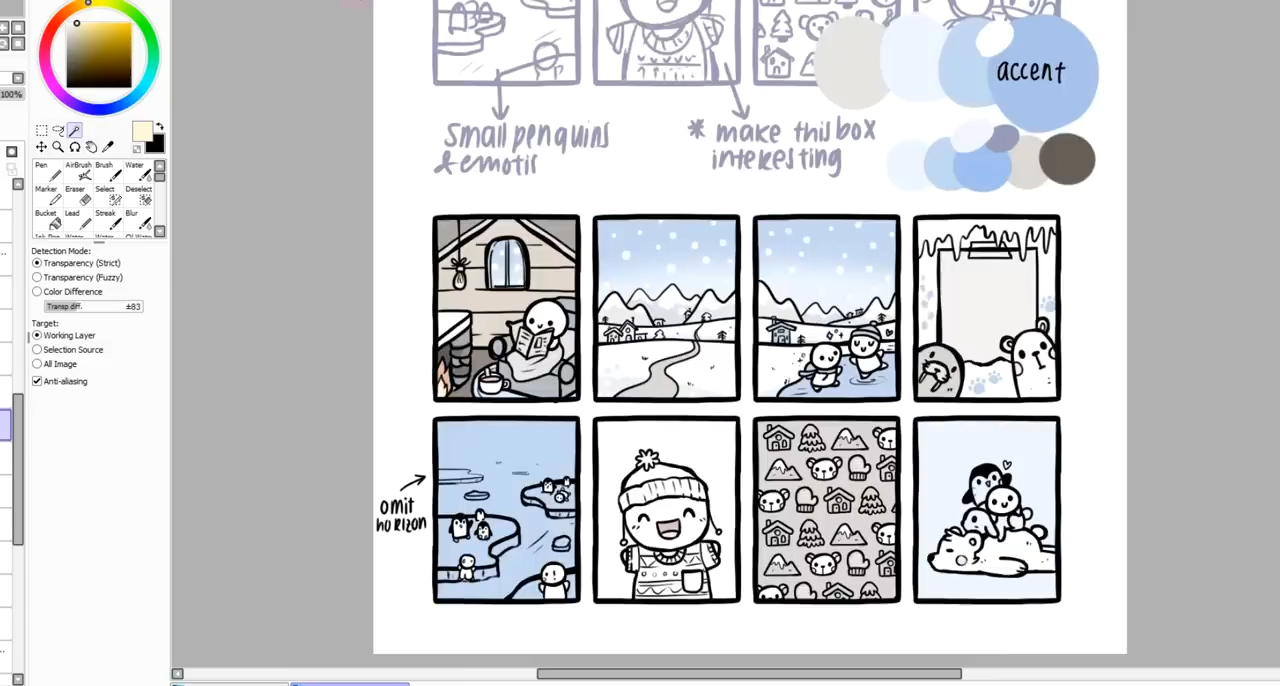 accent
small penguins
& emotis
* make this box
interesting
omit
horizon
100%
Pen
AirBrush
Brush
Water
Marker
Eraser
Select
Deselect
Bucket
Lead
Streak
Blur
Detection Mode:
Transparency (Strict)
Transparency (Fuzzy)
Color Difference
Transp diff.
±83
Target:
Working Layer
Selection Source
All Image
Anti-aliasing